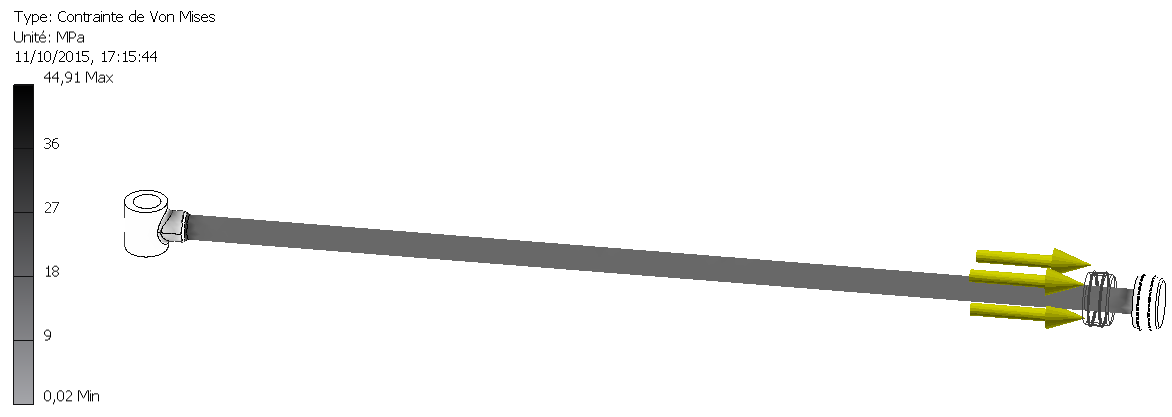 Type: Contrainte de Von Mises
Unité: MPa
11/10/2015, 17:15:44
44,91 Max
36
27
18
9
0,02 Min